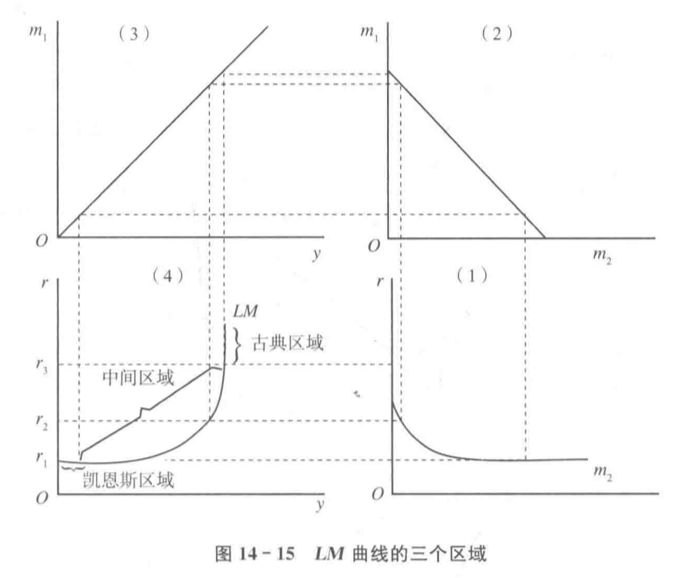 m₁
(3)
m₁
(2)
O
y
O
m₂
r
(4)
r
(1)
LM
古典区域
r₃
中间区域
r₂
r₁
凯恩斯区域
m₂
O
y
O
图 14-15 LM 曲线的三个区域